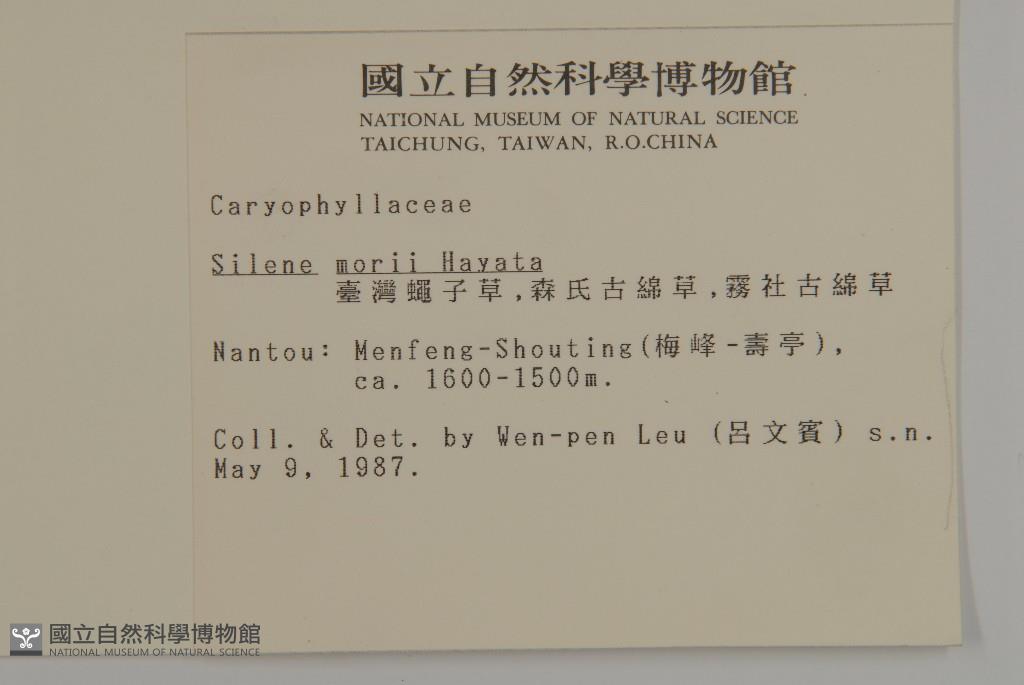 國立自然科學博物館
NATIONAL MUSEUM OF NATURAL SCIENCE
TAICHUNG, TAIWAN, R.O.CHINA
Caryophyllaceae
Silene morii Hayata
臺灣蠅子草,森氏古綿草,霧社古綿草
Nantou: Menfeng-Shouting(梅峰-壽亭),
ca. 1600-1500m.
Coll. & Det. by Wen-pen Leu (呂文賓) s.n.
May 9, 1987.
國立自然科學博物館
NATIONAL MUSEUM OF NATURAL SCIENCE